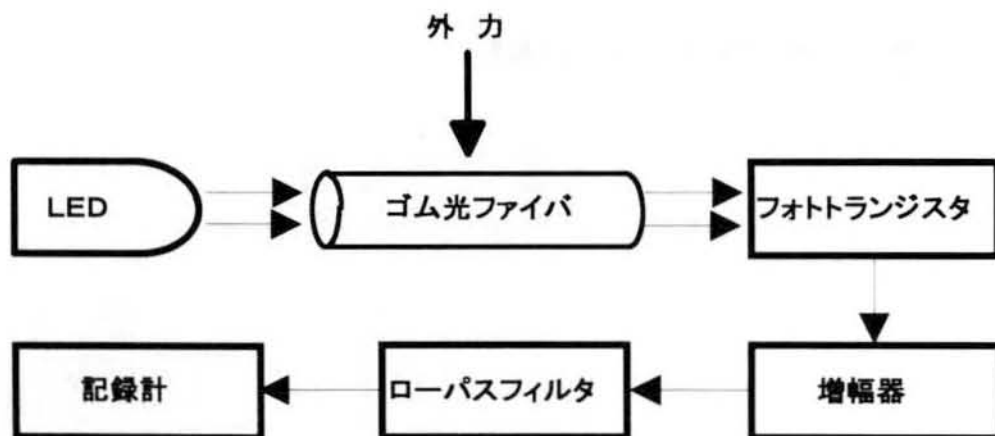 外 力
LED
ゴム光ファイバ
フォトトランジスタ
記録計
ローパスフィルタ
増幅器